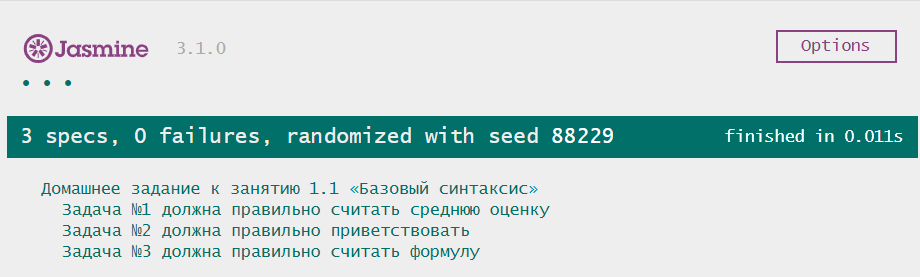 Jasmine 3.1.0 Options
• • •
3 specs, 0 failures, randomized with seed 88229 finished in 0.011s
Домашнее задание к занятию 1.1 «Базовый синтаксис»
Задача №1 должна правильно считать среднюю оценку
Задача №2 должна правильно приветствовать
Задача №3 должна правильно считать формулу